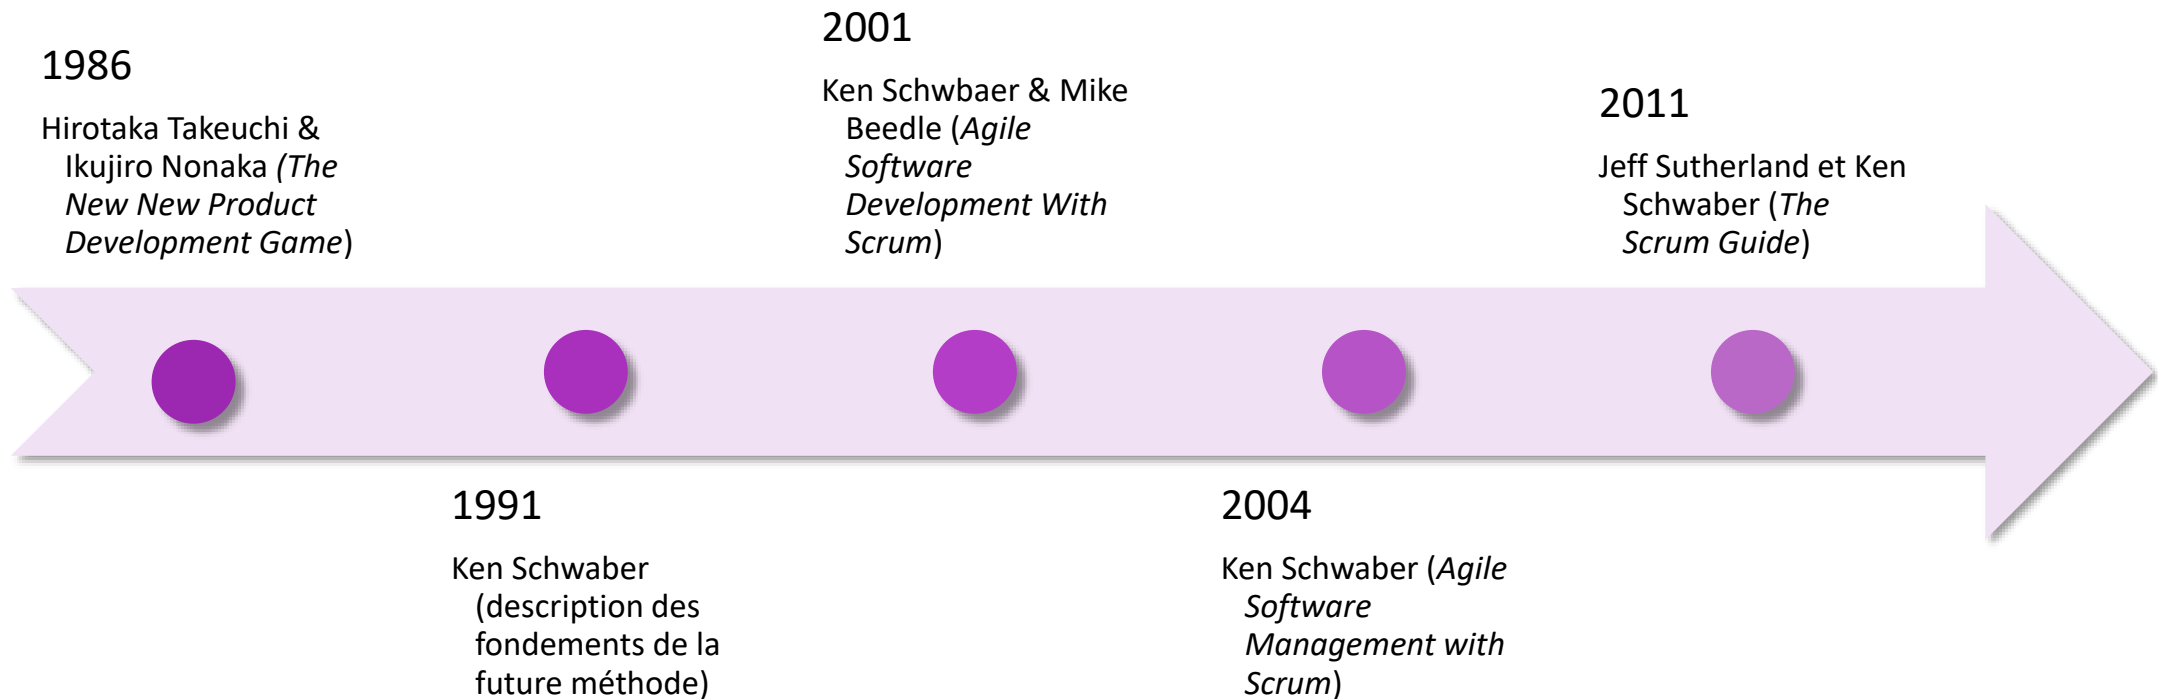 1986
Hirotaka Takeuchi &
Ikujiro Nonaka (The
New New Product
Development Game)
1991
Ken Schwaber
(description des
fondements de la
future méthode)
2001
Ken Schwbaer & Mike
Beedle (Agile
Software
Development With
Scrum)
2004
Ken Schwaber (Agile
Software
Management with
Scrum)
2011
Jeff Sutherland et Ken
Schwaber (The
Scrum Guide)